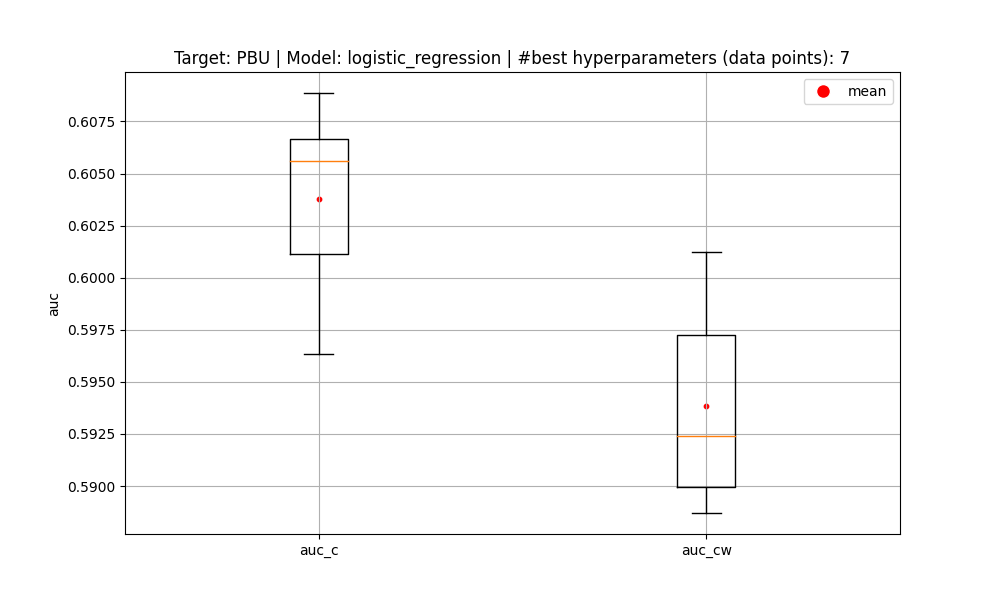 Target: PBU | Model: logistic_regression | #best hyperparameters (data points): 7
mean
0.6075
0.6050
0.6025
0.6000
0.5975
0.5950
0.5925
0.5900
auc
auc_c
auc_cw